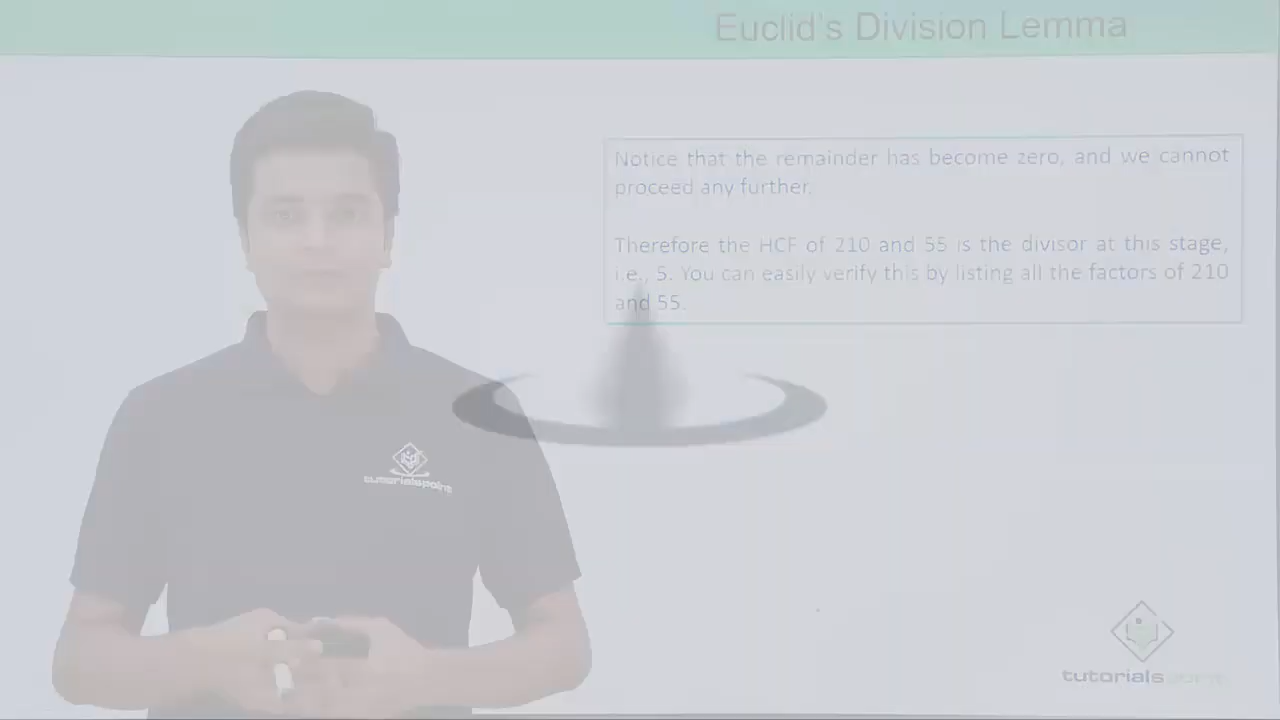 Euclid's Division Lemma
Notice that the remainder has become zero, and we cannot
proceed any further.
Therefore the HCF of 210 and 55 is the divisor at this stage,
i.e., 5. You can easily verify this by listing all the factors of 210
and 55.
tutorialspoint
tutorialspoint